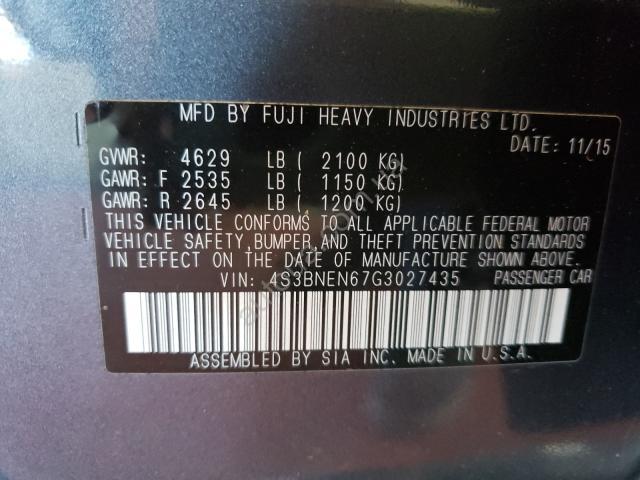 MFD BY FUJI HEAVY INDUSTRIES LTD.
DATE: 11/15
GVWR: 4629 LB ( 2100 KG)
GAWR: F 2535 LB ( 1150 KG)
GAWR: R 2645 LB ( 1200 KG)
THIS VEHICLE CONFORMS TO ALL APPLICABLE FEDERAL MOTOR
VEHICLE SAFETY, BUMPER, AND THEFT PREVENTION STANDARDS
IN EFFECT ON THE DATE OF MANUFACTURE SHOWN ABOVE.
VIN: 4S3BNEN67G3027435 PASSENGER CAR
ASSEMBLED BY SIA INC. MADE IN U.S.A.